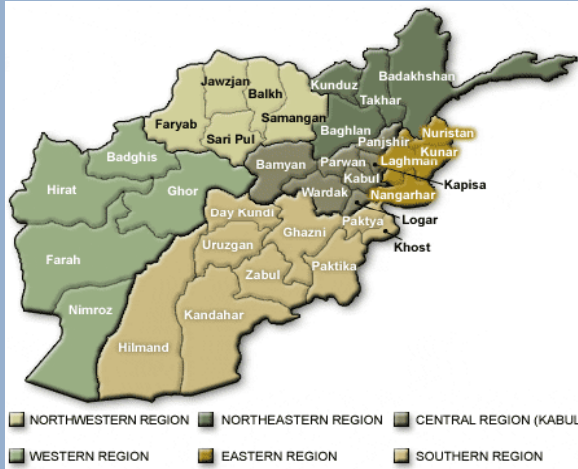 Jawzjan
Balkh
Kunduz
Badakhshan
Takhar
Faryab
Samangan
Sari Pul
Baghlan
Panjshir
Nuristan
Kunar
Badghis
Bamyan
Parwan
Laghman
Hirat
Ghor
Kabul
Kapisa
Wardak
Nangarhar
Day Kundi
Logar
Paktya
Ghazni
Khost
Uruzgan
Farah
Paktika
Zabul
Nimroz
Kandahar
Hilmand
NORTHWESTERN REGION
NORTHEASTERN REGION
CENTRAL REGION (KABUL
WESTERN REGION
EASTERN REGION
SOUTHERN REGION